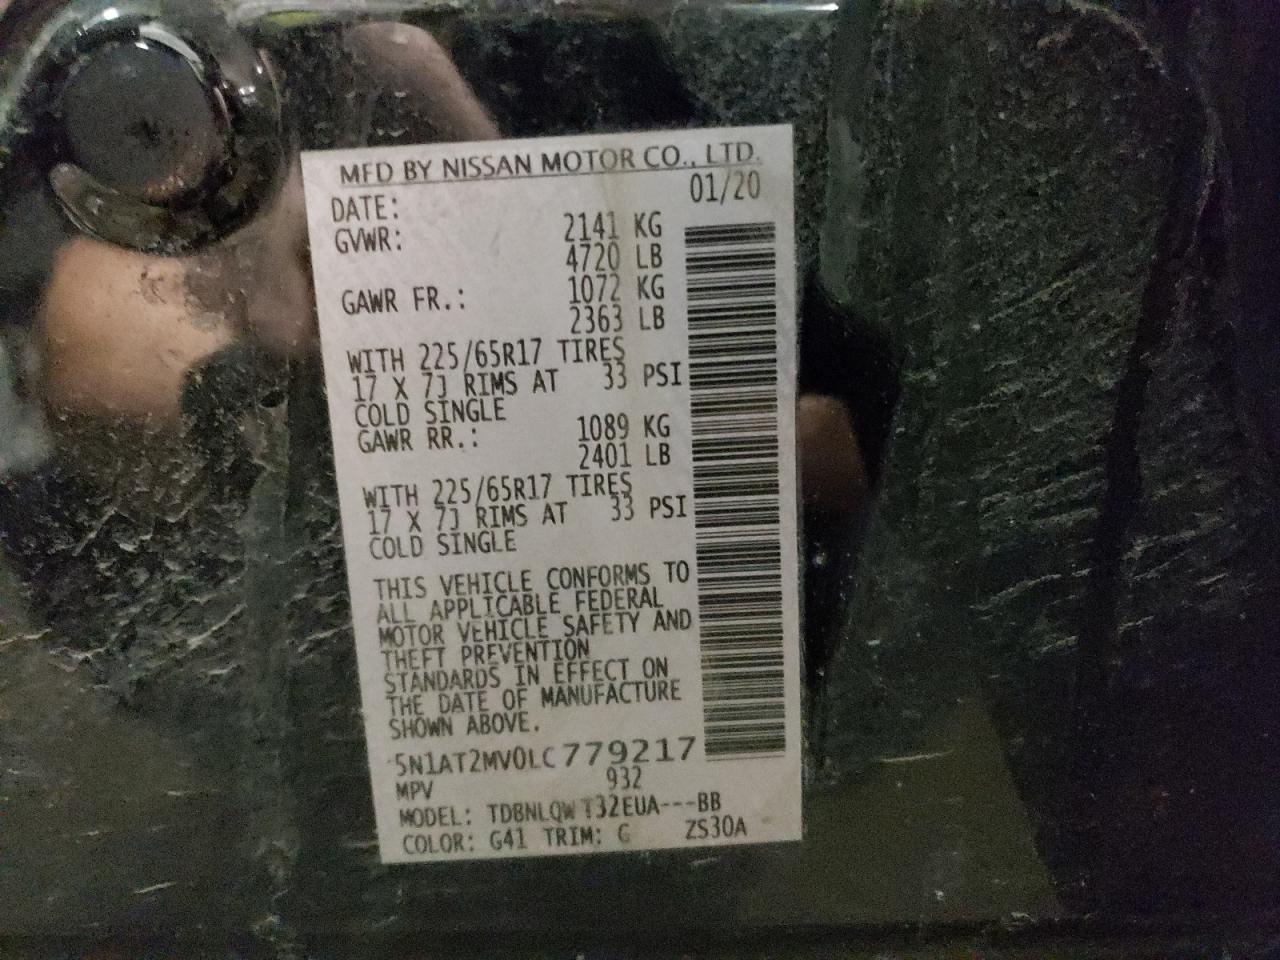 MFD BY NISSAN MOTOR CO., LTD.
DATE: 01/20
GVWR: 2141 KG
4720 LB
GAWR FR.: 1072 KG
2363 LB
WITH 225/65R17 TIRES
17 X 7J RIMS AT 33 PSI
COLD SINGLE
GAWR RR.: 1089 KG
2401 LB
WITH 225/65R17 TIRES
17 X 7J RIMS AT 33 PSI
COLD SINGLE
THIS VEHICLE CONFORMS TO
ALL APPLICABLE FEDERAL
MOTOR VEHICLE SAFETY AND
THEFT PREVENTION
STANDARDS IN EFFECT ON
THE DATE OF MANUFACTURE
SHOWN ABOVE.
5N1AT2MV0LC779217
MPV 932
MODEL: TDBNLQWT32EUA---BB
COLOR: G41 TRIM: G ZS30A